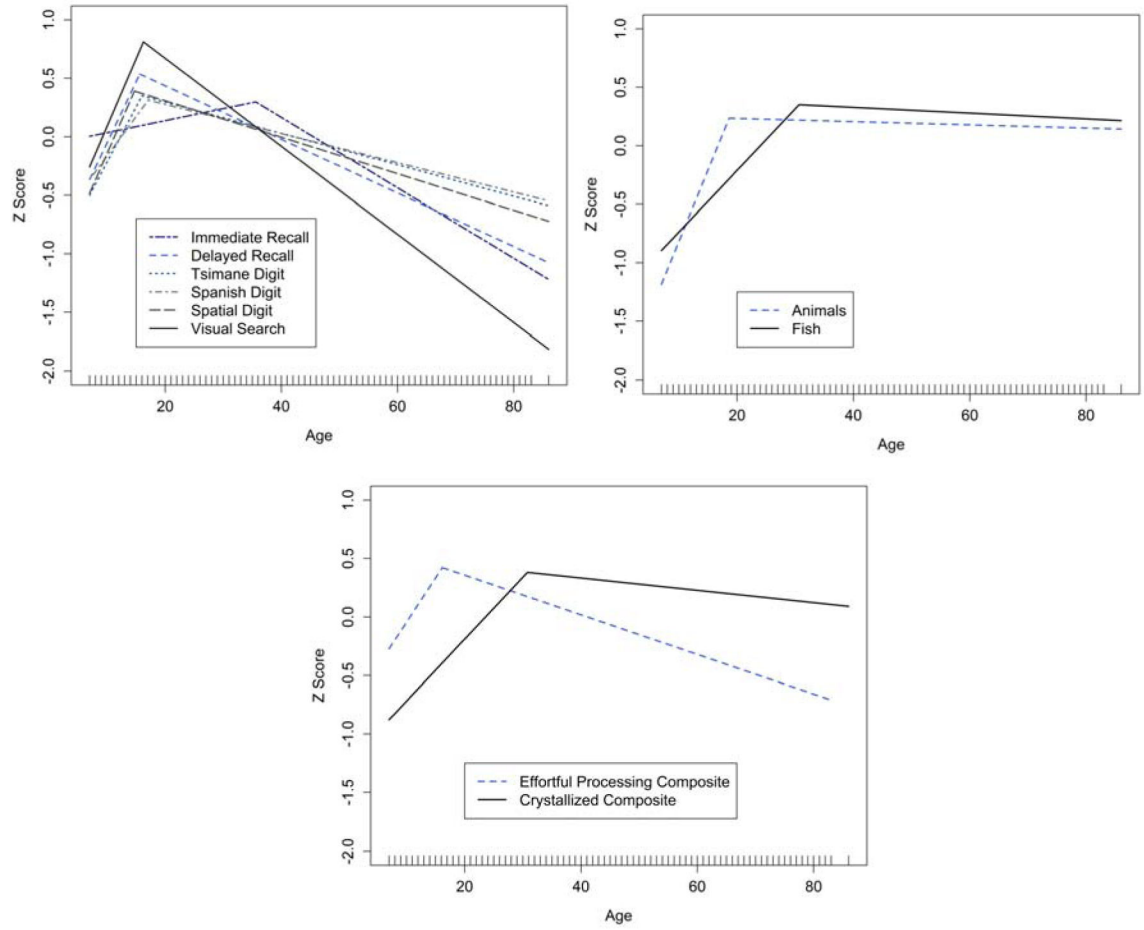 1.0
0.5
0.0
-0.5
-1.0
-1.5
-2.0
Z Score
Immediate Recall
Delayed Recall
Tsimane Digit
Spanish Digit
Spatial Digit
Visual Search
20 40 60 80
Age
1.0
0.5
0.0
-0.5
-1.0
-1.5
-2.0
Z Score
Animals
Fish
20 40 60 80
Age
1.0
0.5
0.0
-0.5
-1.0
-1.5
-2.0
Z Score
Effortful Processing Composite
Crystallized Composite
20 40 60 80
Age